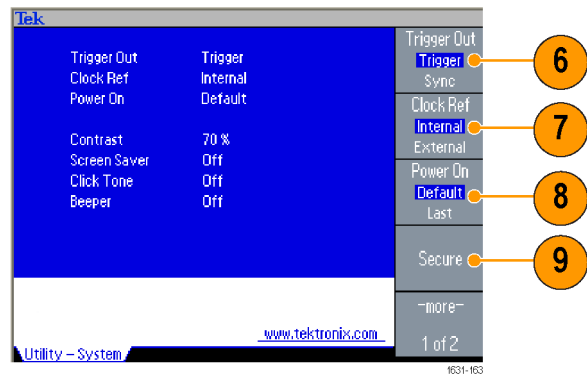 Tek
Trigger Out Trigger
Clock Ref Internal
Power On Default
Contrast 70 %
Screen Saver Off
Click Tone Off
Beeper Off
www.tektronix.com
Utility – System
Trigger Out
Trigger
Sync
Clock Ref
Internal
External
Power On
Default
Last
Secure
-more-
1 of 2
6
7
8
9
1631-163